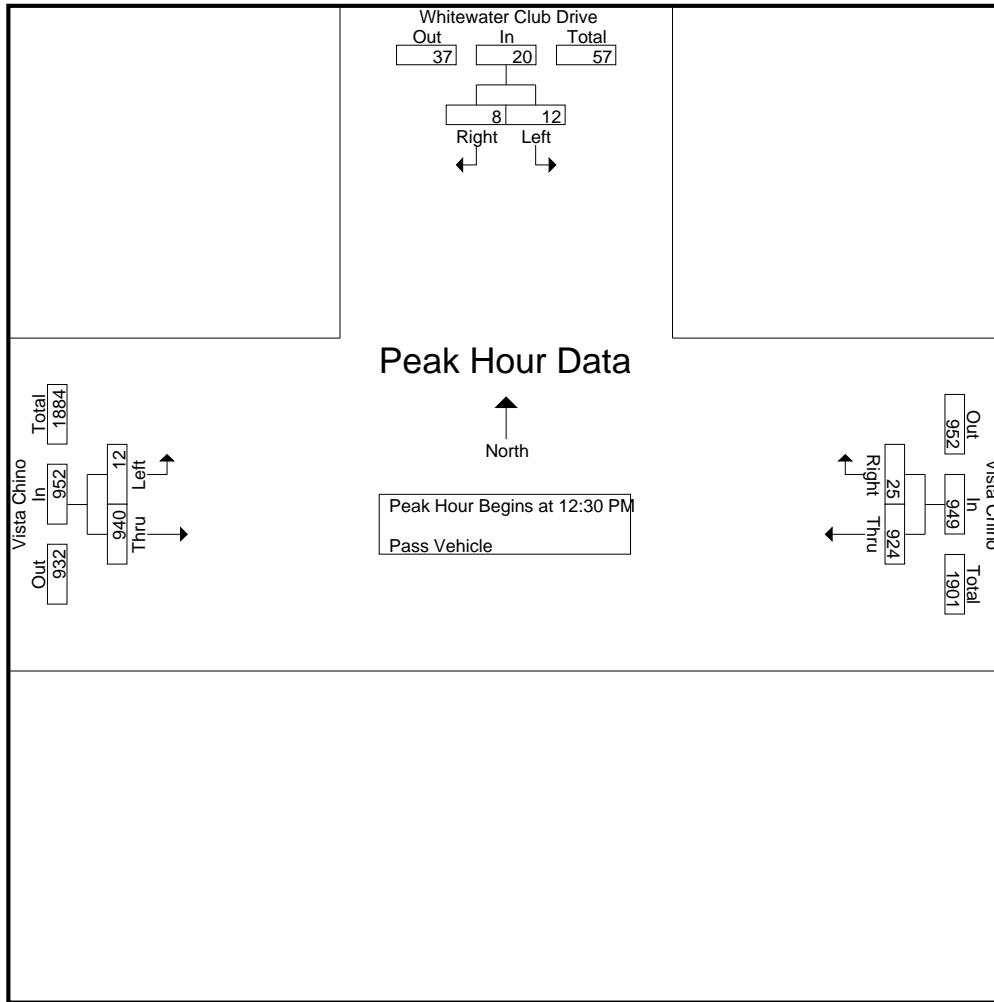 Whitewater Club Drive
Out In Total
37 20 57
8 12
Right Left
Peak Hour Data
North
Peak Hour Begins at 12:30 PM
Pass Vehicle
Vista Chino
Total In Out
1884 952 932
12 940
Left Thru
Vista Chino
Out In Total
952 949 1901
25 924
Right Thru